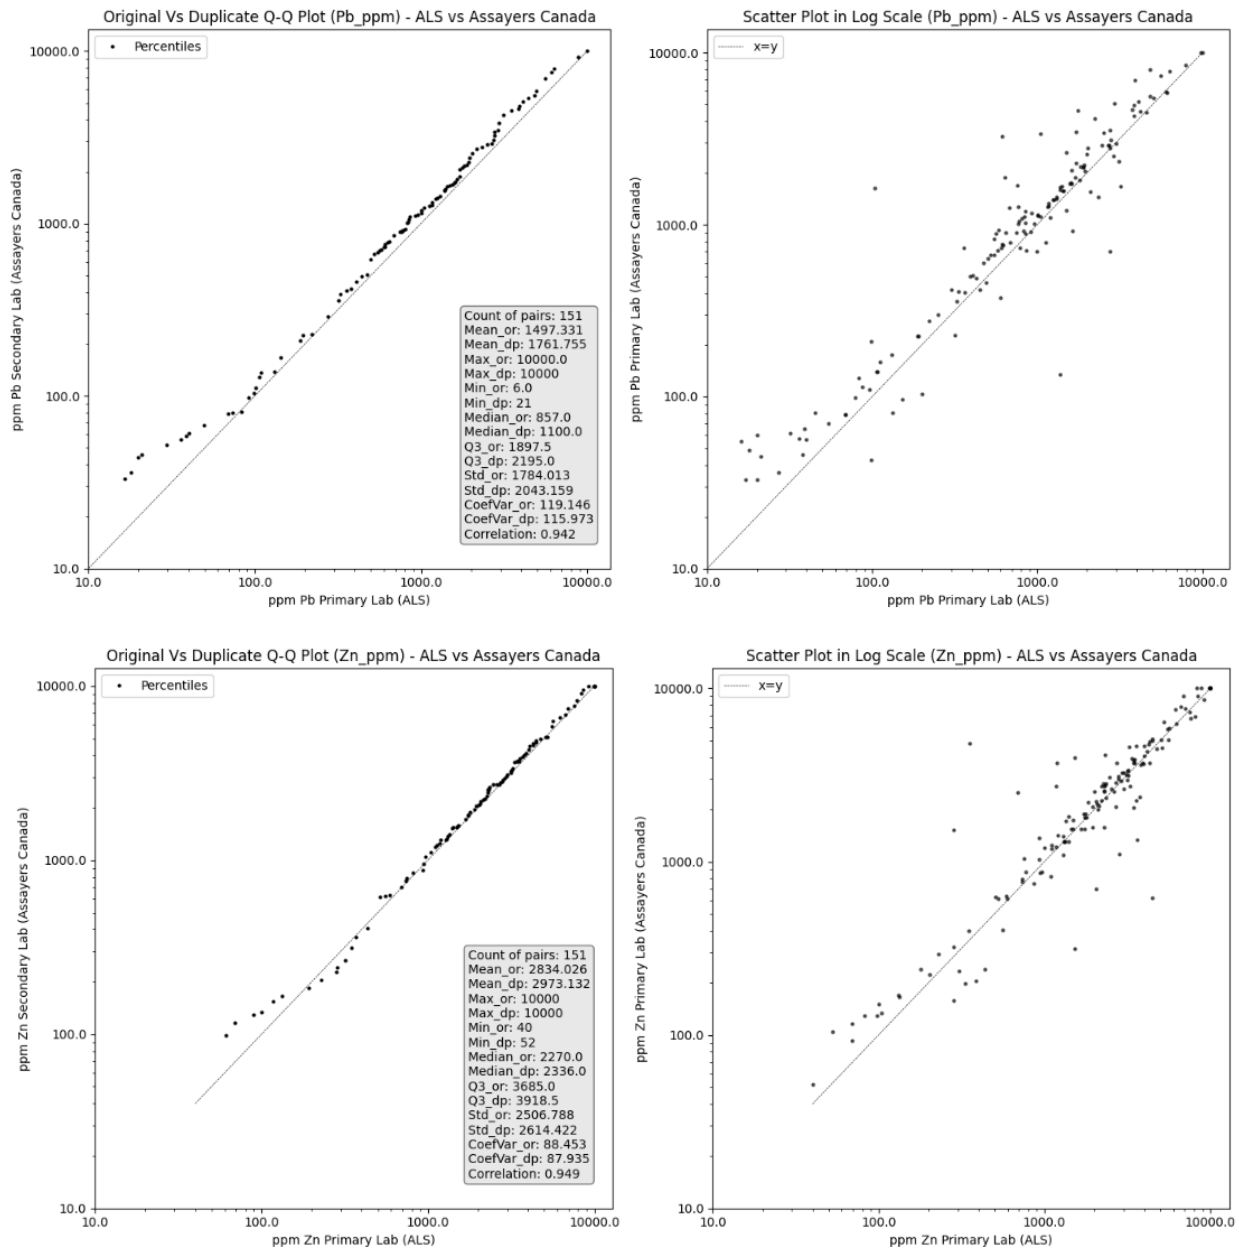 Original Vs Duplicate Q-Q Plot (Pb_ppm) - ALS vs Assayers Canada
Percentiles
10000.0
1000.0
100.0
10.0
ppm Pb Secondary Lab (Assayers Canada)
Count of pairs: 151
Mean_or: 1497.331
Mean_dp: 1761.755
Max_or: 10000.0
Max_dp: 10000
Min_or: 6.0
Min_dp: 21
Median_or: 857.0
Median_dp: 1100.0
Q3_or: 1897.5
Q3_dp: 2195.0
Std_or: 1784.013
Std_dp: 2043.159
CoefVar_or: 119.146
CoefVar_dp: 115.973
Correlation: 0.942
10.0 100.0 1000.0 10000.0
ppm Pb Primary Lab (ALS)
Scatter Plot in Log Scale (Pb_ppm) - ALS vs Assayers Canada
x=y
10000.0
1000.0
100.0
10.0
ppm Pb Primary Lab (Assayers Canada)
10.0 100.0 1000.0 10000.0
ppm Pb Primary Lab (ALS)
Original Vs Duplicate Q-Q Plot (Zn_ppm) - ALS vs Assayers Canada
Percentiles
10000.0
1000.0
100.0
10.0
ppm Zn Secondary Lab (Assayers Canada)
Count of pairs: 151
Mean_or: 2834.026
Mean_dp: 2973.132
Max_or: 10000
Max_dp: 10000
Min_or: 40
Min_dp: 52
Median_or: 2270.0
Median_dp: 2336.0
Q3_or: 3685.0
Q3_dp: 3918.5
Std_or: 2506.788
Std_dp: 2614.422
CoefVar_or: 88.453
CoefVar_dp: 87.935
Correlation: 0.949
10.0 100.0 1000.0 10000.0
ppm Zn Primary Lab (ALS)
Scatter Plot in Log Scale (Zn_ppm) - ALS vs Assayers Canada
x=y
10000.0
1000.0
100.0
10.0
ppm Zn Primary Lab (Assayers Canada)
10.0 100.0 1000.0 10000.0
ppm Zn Primary Lab (ALS)